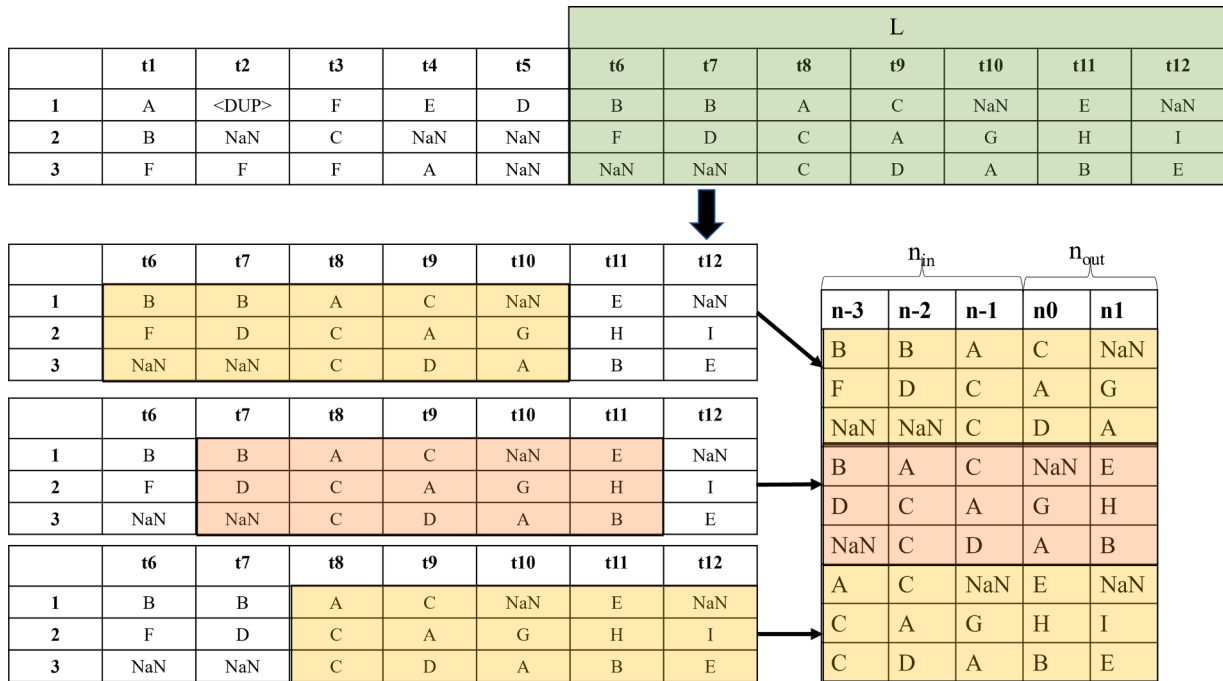 L
t1 t2 t3 t4 t5 t6 t7 t8 t9 t10 t11 t12
1 A <DUP> F E D B B A C NaN E NaN
2 B NaN C NaN NaN F D C A G H I
3 F F F A NaN NaN NaN C D A B E
t6 t7 t8 t9 t10 t11 t12
1 B B A C NaN E NaN
2 F D C A G H I
3 NaN NaN C D A B E
t6 t7 t8 t9 t10 t11 t12
1 B B A C NaN E NaN
2 F D C A G H I
3 NaN NaN C D A B E
t6 t7 t8 t9 t10 t11 t12
1 B B A C NaN E NaN
2 F D C A G H I
3 NaN NaN C D A B E
nin nout
n-3 n-2 n-1 n0 n1
B B A C NaN
F D C A G
NaN NaN C D A
B A C NaN E
D C A G H
NaN C D A B
A C NaN E NaN
C A G H I
C D A B E